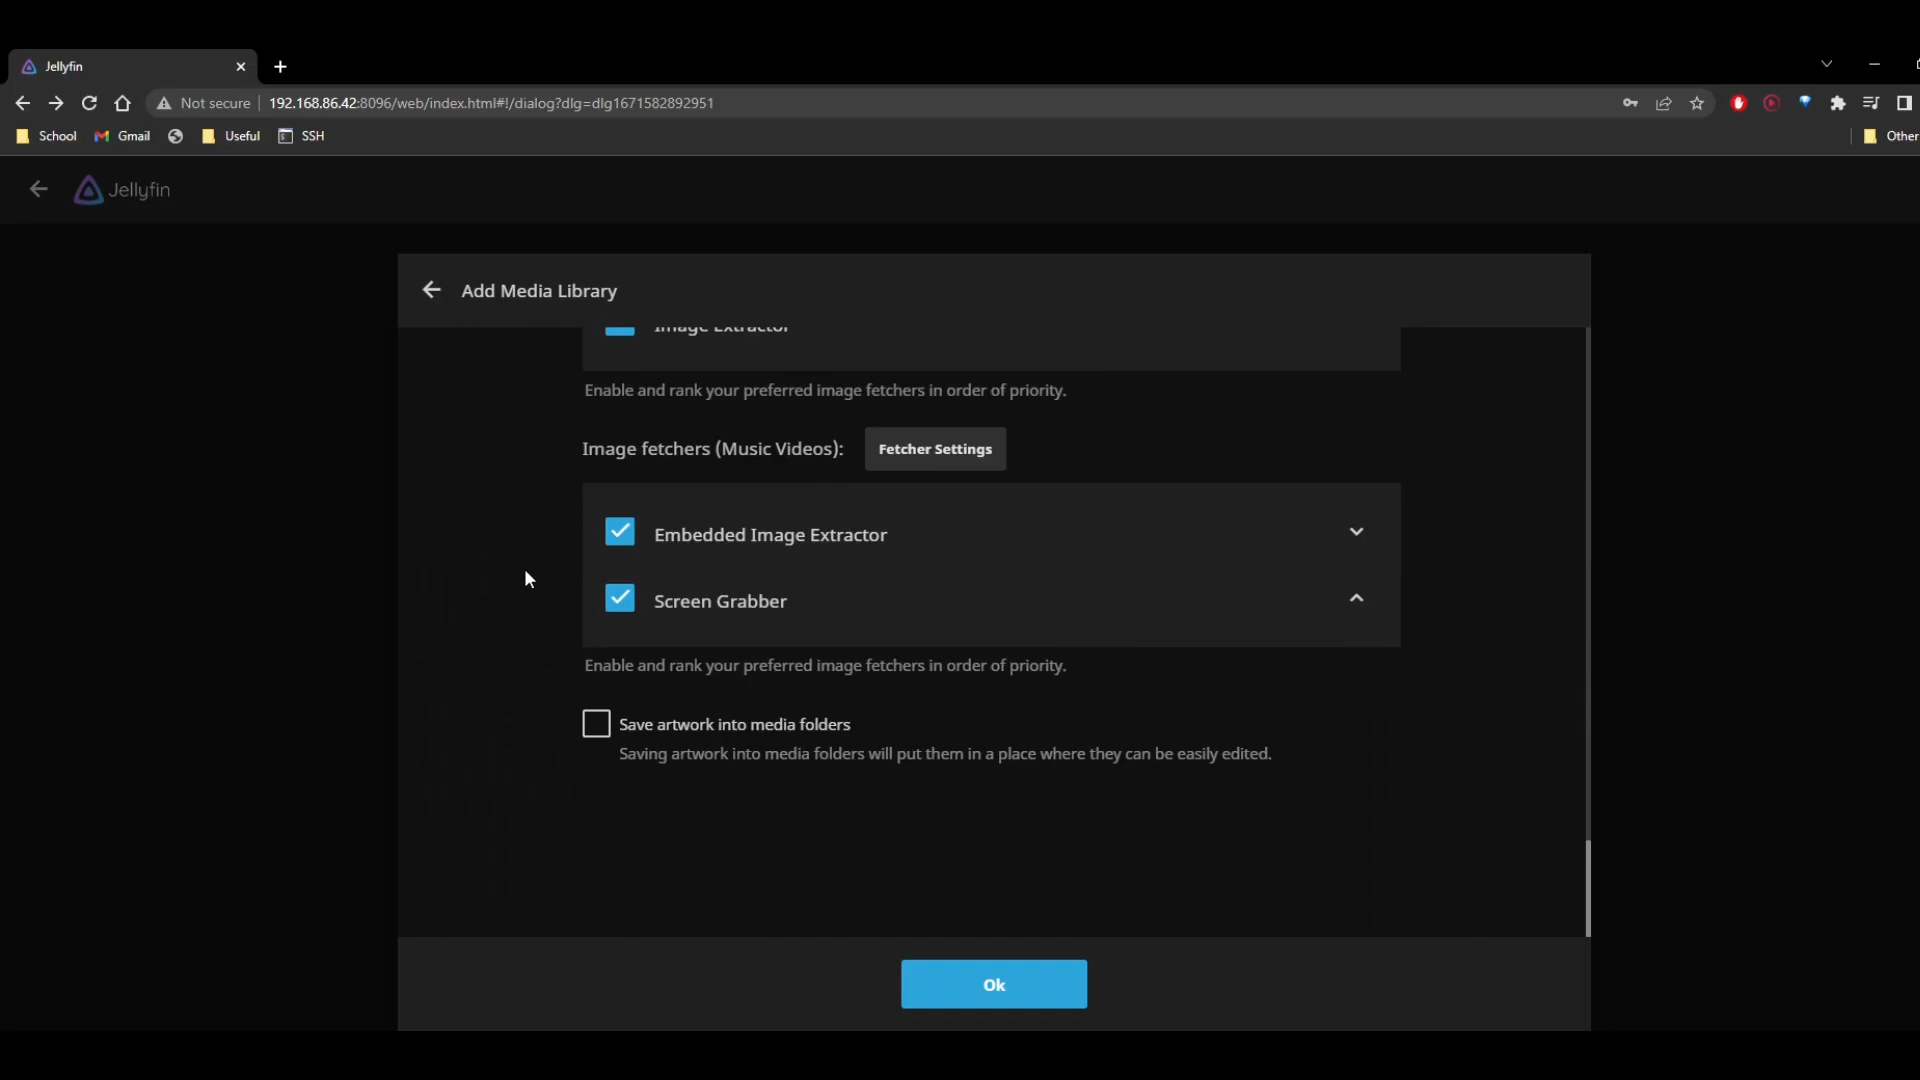 Jellyfin
Not secure
192.168.86.42:8096/web/index.html#!/dialog?dlg=dlg1671582892951
School
Gmail
Useful
SSH
Other
Jellyfin
Add Media Library
Image Extractor
Enable and rank your preferred image fetchers in order of priority.
Image fetchers (Music Videos):
Fetcher Settings
Embedded Image Extractor
Screen Grabber
Enable and rank your preferred image fetchers in order of priority.
Save artwork into media folders
Saving artwork into media folders will put them in a place where they can be easily edited.
Ok